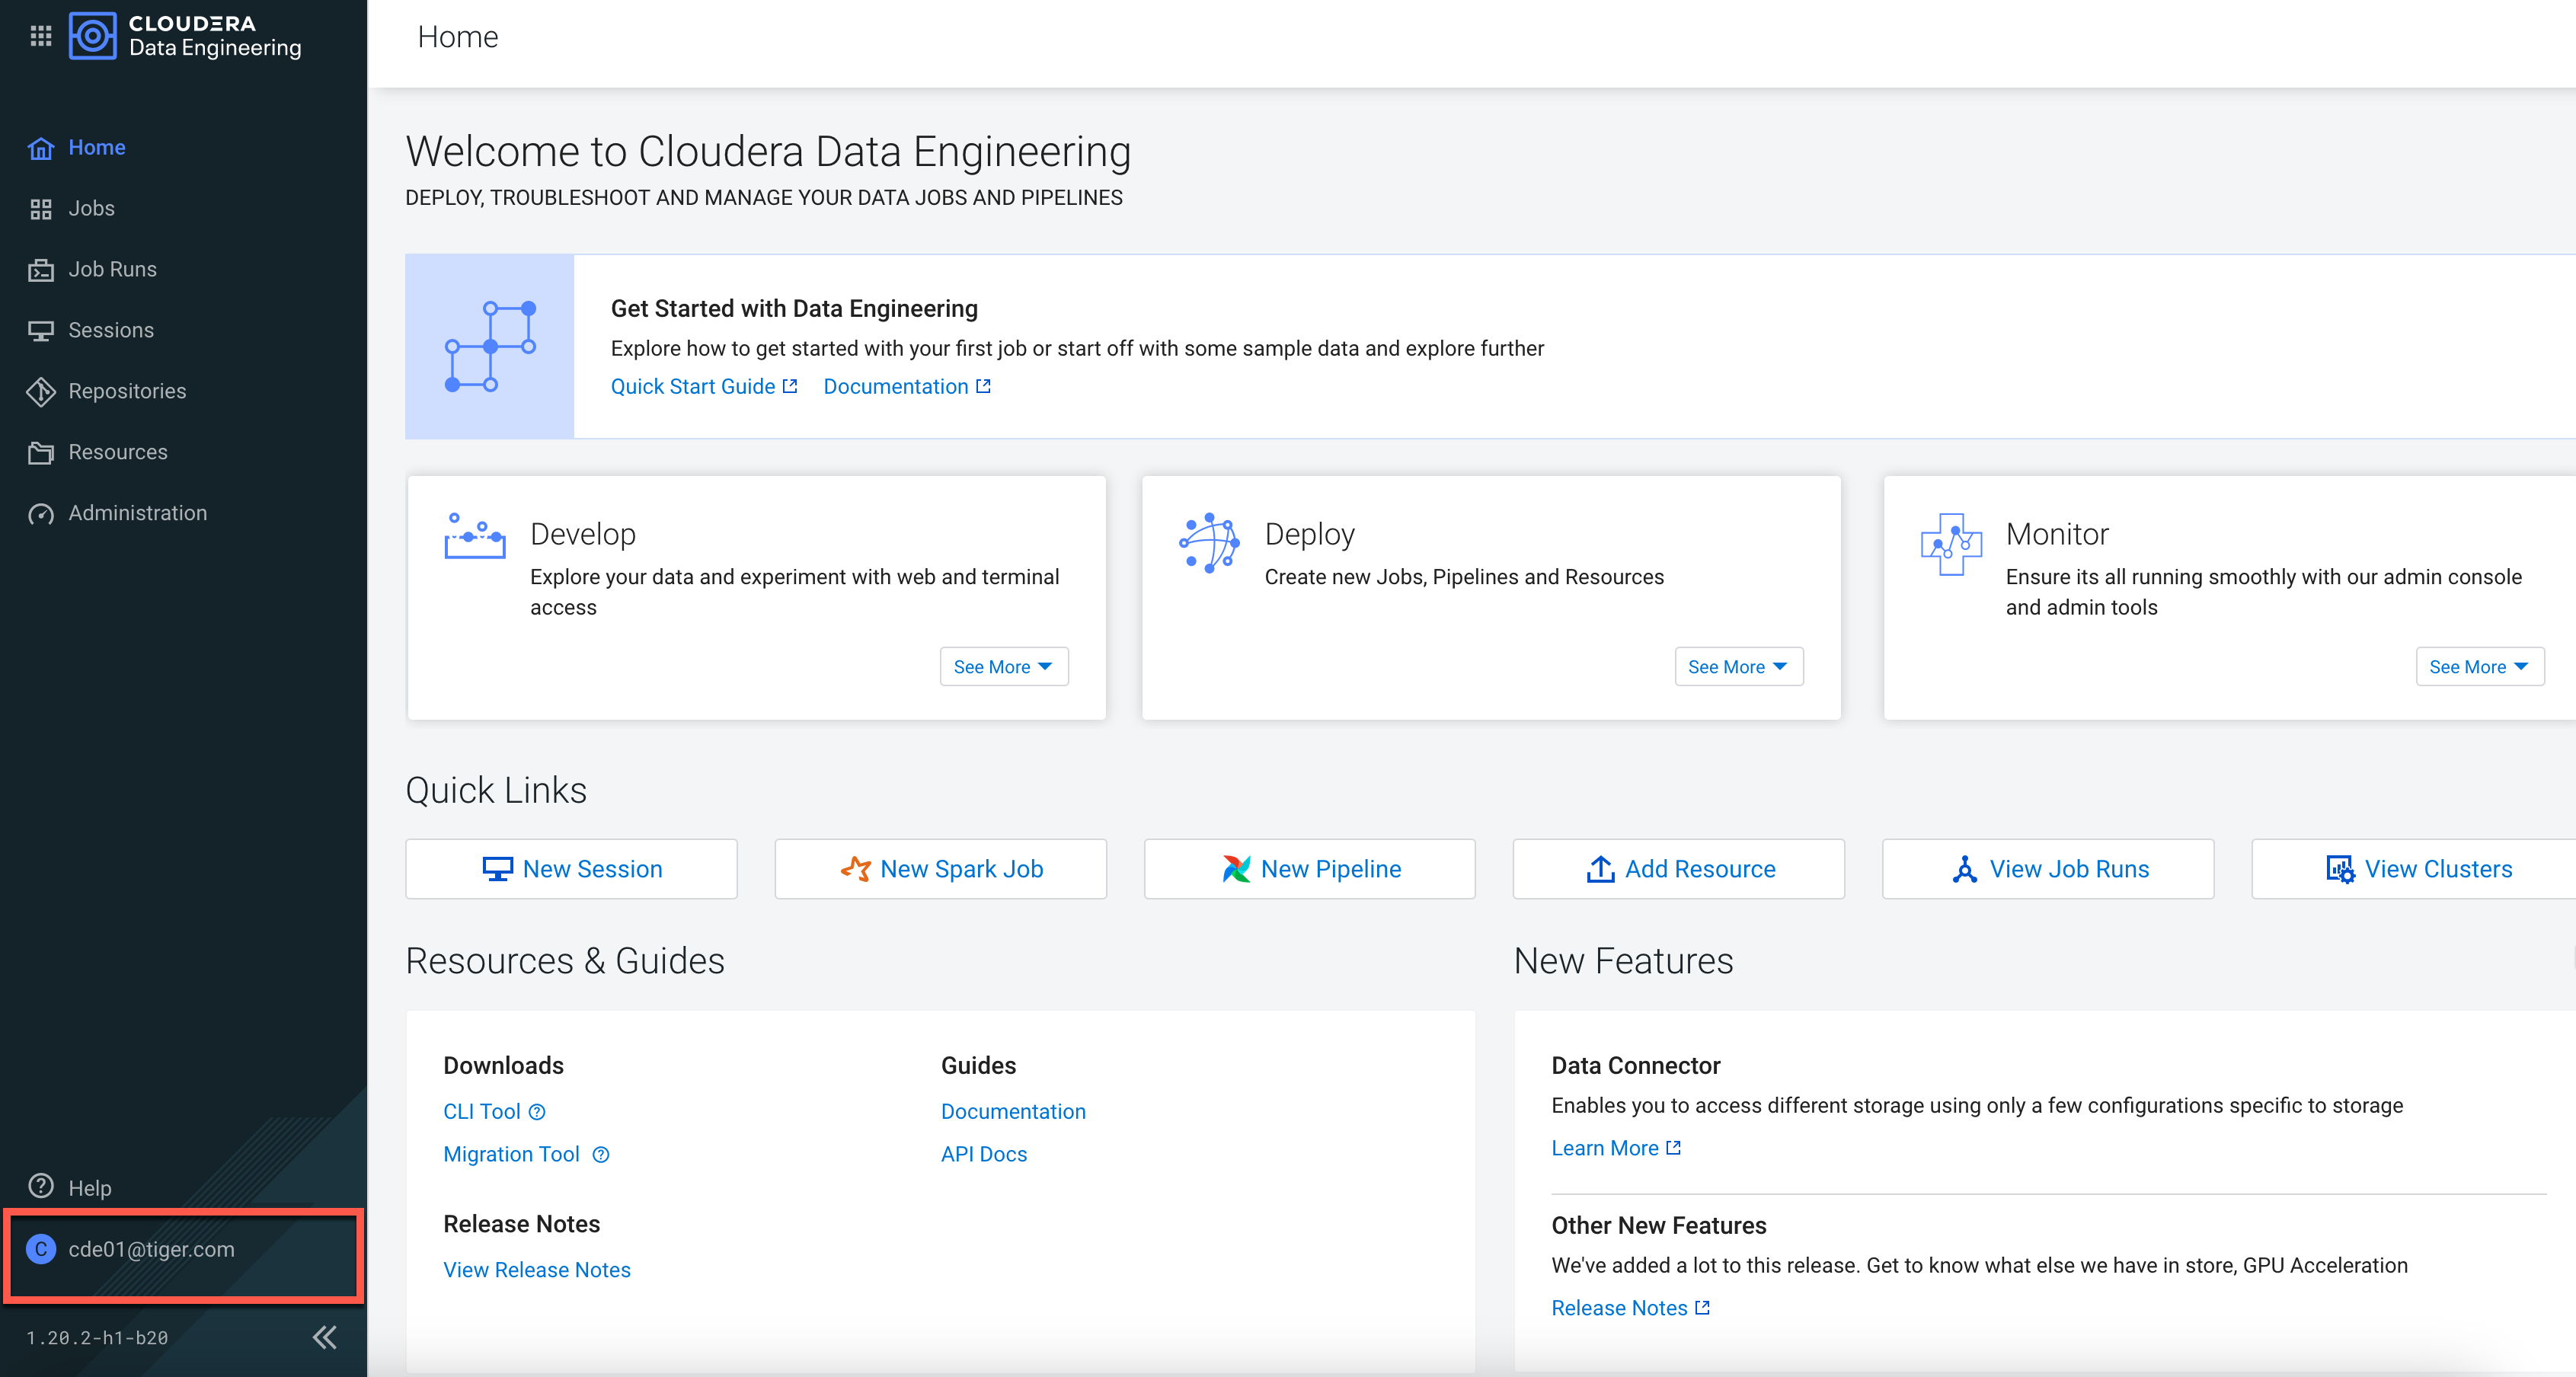 CLOUDERA
Data Engineering
Home
Jobs
Job Runs
Sessions
Repositories
Resources
Administration
Help
C cde01@tiger.com
1.20.2-h1-b20
Home
Welcome to Cloudera Data Engineering
DEPLOY, TROUBLESHOOT AND MANAGE YOUR DATA JOBS AND PIPELINES
Get Started with Data Engineering
Explore how to get started with your first job or start off with some sample data and explore further
Quick Start Guide Documentation
Develop
Explore your data and experiment with web and terminal
access
See More
Deploy
Create new Jobs, Pipelines and Resources
See More
Monitor
Ensure its all running smoothly with our admin console
and admin tools
See More
Quick Links
New Session New Spark Job New Pipeline Add Resource View Job Runs View Clusters
Resources & Guides
Downloads
CLI Tool
Migration Tool
Guides
Documentation
API Docs
Release Notes
View Release Notes
New Features
Data Connector
Enables you to access different storage using only a few configurations specific to storage
Learn More
Other New Features
We've added a lot to this release. Get to know what else we have in store, GPU Acceleration
Release Notes